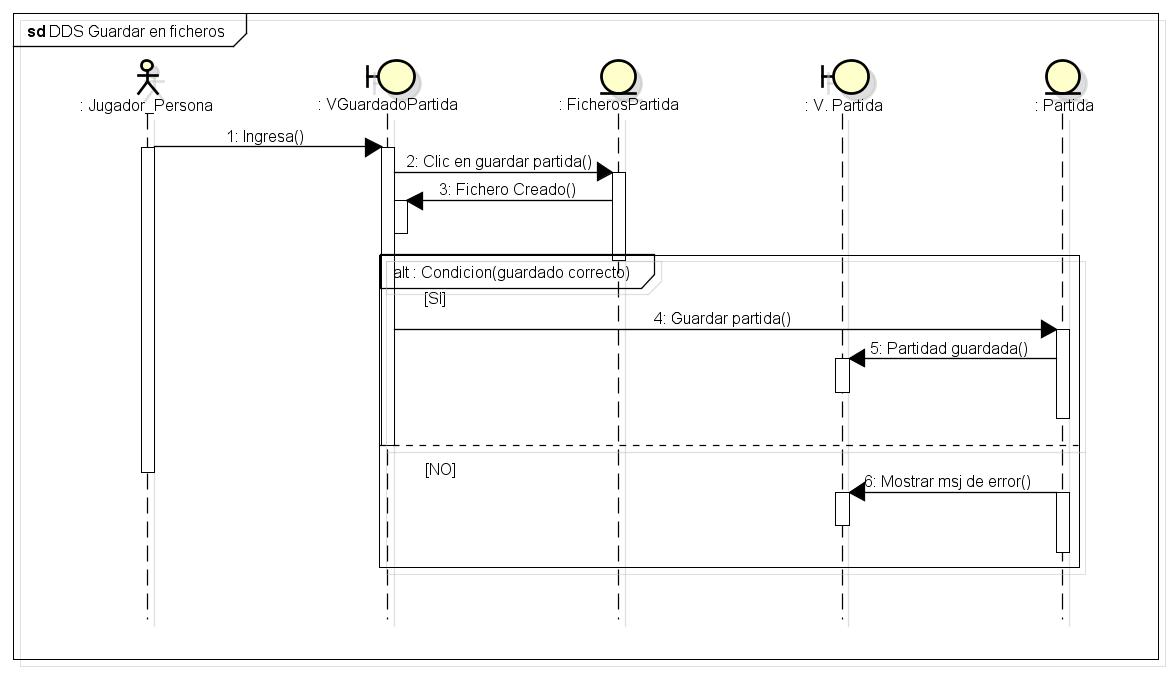 sd DDS Guardar en ficheros
: Jugador_Persona
: VGuardadoPartida
: FicherosPartida
: V. Partida
: Partida
1: Ingresa()
2: Clic en guardar partida()
3: Fichero Creado()
alt : Condicion(guardado correcto)
[SI]
4: Guardar partida()
5: Partidad guardada()
[NO]
6: Mostrar msj de error()